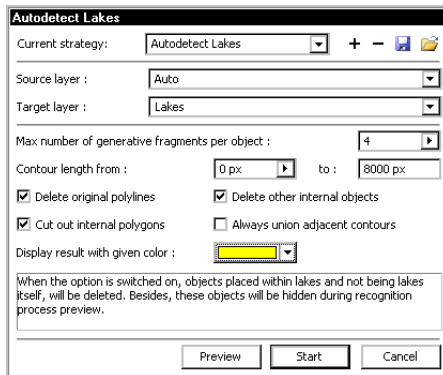 Autodetect Lakes
Current strategy: Autodetect Lakes
Source layer : Auto
Target layer : Lakes
Max number of generative fragments per object : 4
Contour length from : 0 px to : 8000 px
Delete original polylines Delete other internal objects
Cut out internal polygons Always union adjacent contours
Display result with given color :
When the option is switched on, objects placed within lakes and not being lakes
itself, will be deleted. Besides, these objects will be hidden during recognition
process preview.
Preview Start Cancel